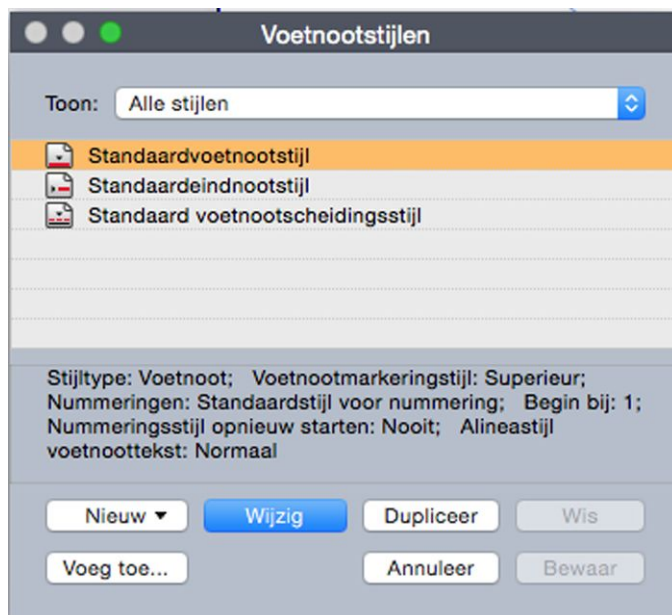 Voetnootstijlen
Toon: Alle stijlen
Standaardvoetnootstijl
Standaardeindnootstijl
Standaard voetnootscheidingsstijl
Stijltype: Voetnoot; Voetnootmarkeringstijl: Superieur;
Nummeringen: Standaardstijl voor nummering; Begin bij: 1;
Nummeringsstijl opnieuw starten: Nooit; Alineastijl
voetnoottekst: Normaal
Nieuw Wijzig Dupliceer Wis
Voeg toe... Annuleer Bewaar